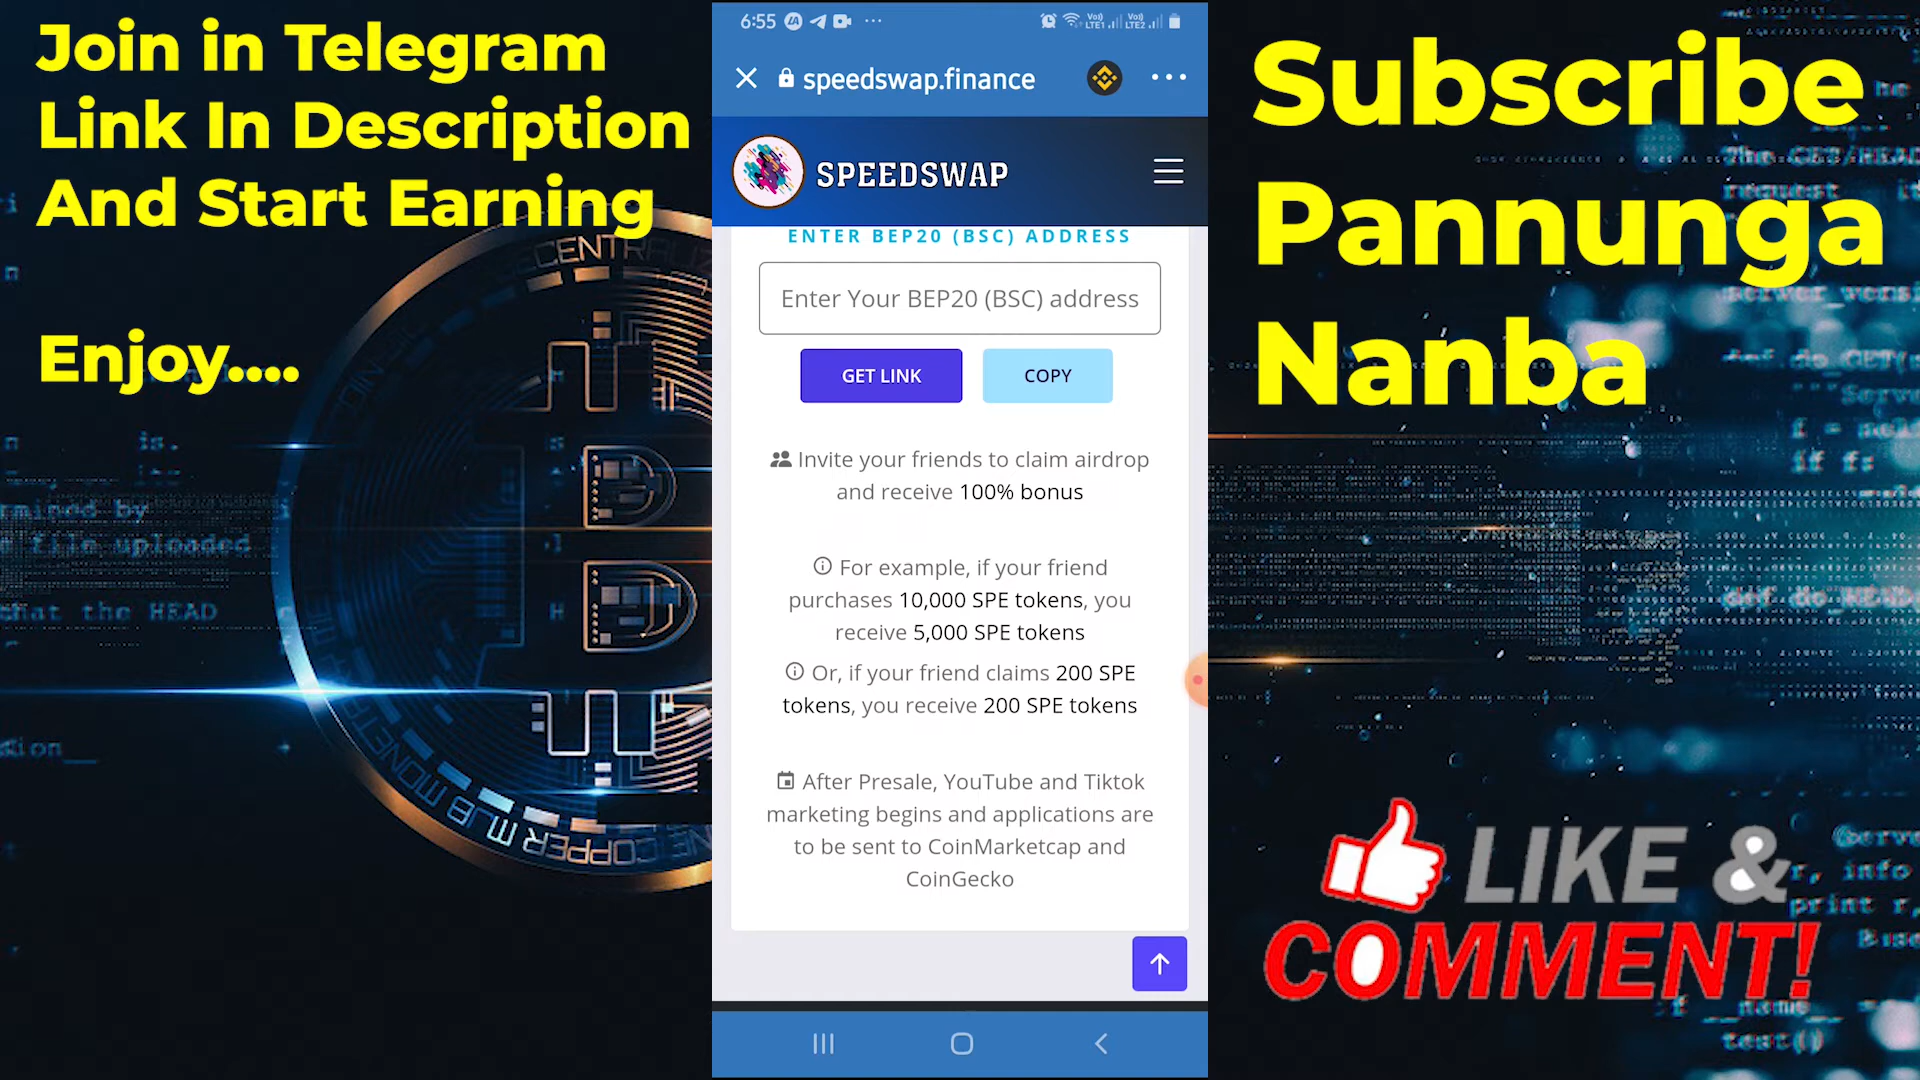 Join in Telegram
Link In Description
And Start Earning
Enjoy....
6:55
speedswap.finance
SPEEDSWAP
ENTER BEP20 (BSC) ADDRESS
Enter Your BEP20 (BSC) address
GET LINK
COPY
Invite your friends to claim airdrop
and receive 100% bonus
For example, if your friend
purchases 10,000 SPE tokens, you
receive 5,000 SPE tokens
Or, if your friend claims 200 SPE
tokens, you receive 200 SPE tokens
After Presale, YouTube and Tiktok
marketing begins and applications are
to be sent to CoinMarketcap and
CoinGecko
Subscribe
Pannunga
Nanba
LIKE &
COMMENT!